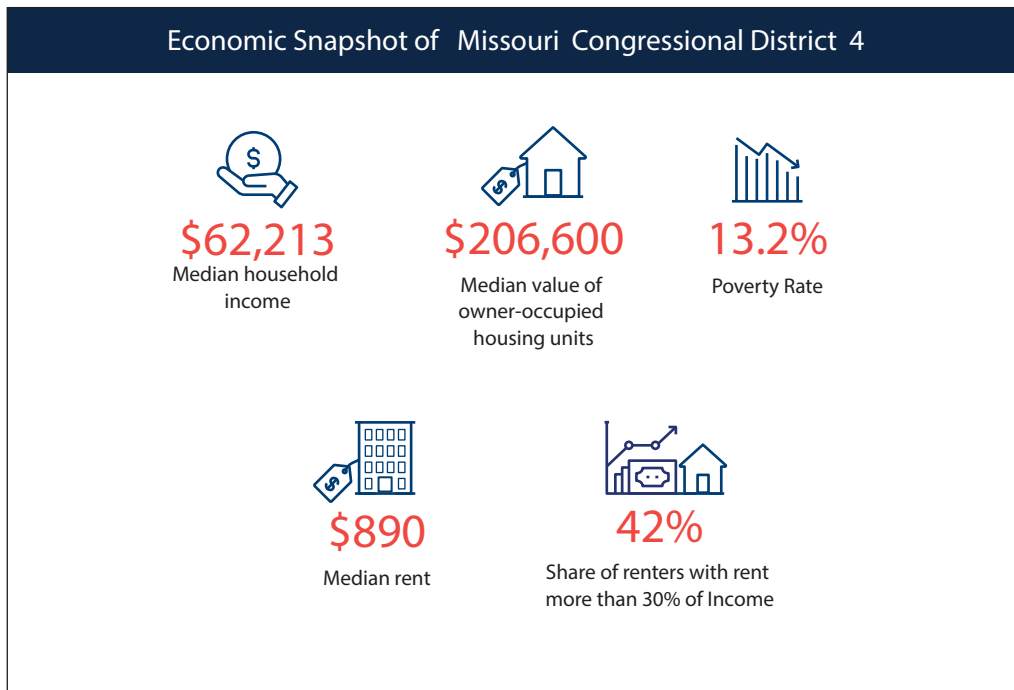 Economic Snapshot of Missouri Congressional District 4
$
$
$62,213
Median household
income
$206,600
Median value of
owner-occupied
housing units
13.2%
Poverty Rate
$
$890
Median rent
42%
Share of renters with rent
more than 30% of Income